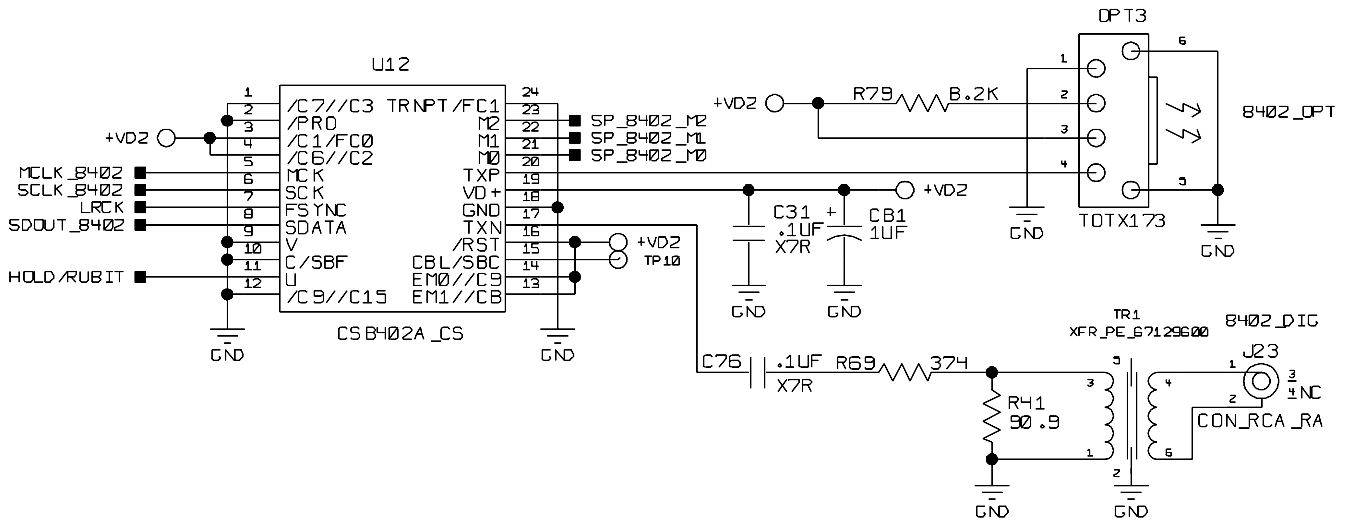 OPT3
U12
1
2
3
4
5
6
7
8
9
10
11
12
/C7//C3
/PRO
/C1/FC0
/C6//C2
MCK
SCK
FSYNC
SDATA
V
C/SBF
U
/C9//C15
TRNPT/FC1
M2
M1
M0
TXP
VD+
GND
TXN
/RST
CBL/SBC
EM0//C9
EM1//C8
24
23
22
21
20
19
18
17
16
15
14
13
CS8402A_CS
+VD2
MCLK_8402
SCLK_8402
LRCK
SDOUT_8402
HOLD/RUBIT
GND
GND
SP_8402_M2
SP_8402_M1
SP_8402_M0
+VD2
TP10
+VD2
R79
8.2K
1
2
3
4
6
5
8402_OPT
TOTX173
GND
GND
+VD2
C31
.1UF
X7R
+
C81
1UF
GND
GND
TR1
XFR_PE_67129600
8402_DIG
J23
C76
.1UF
X7R
R69
374
R41
90.9
5
3
4
1
6
2
1
2
3
4
NC
CON_RCA_RA
GND
GND